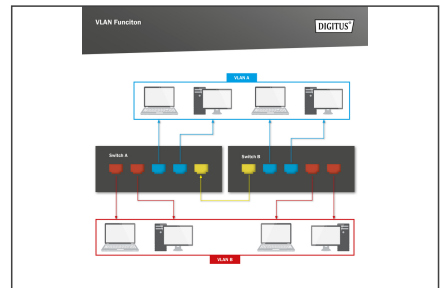 VLAN Funciton
DIGITUS®
VLAN A
Switch A
Switch B
VLAN B